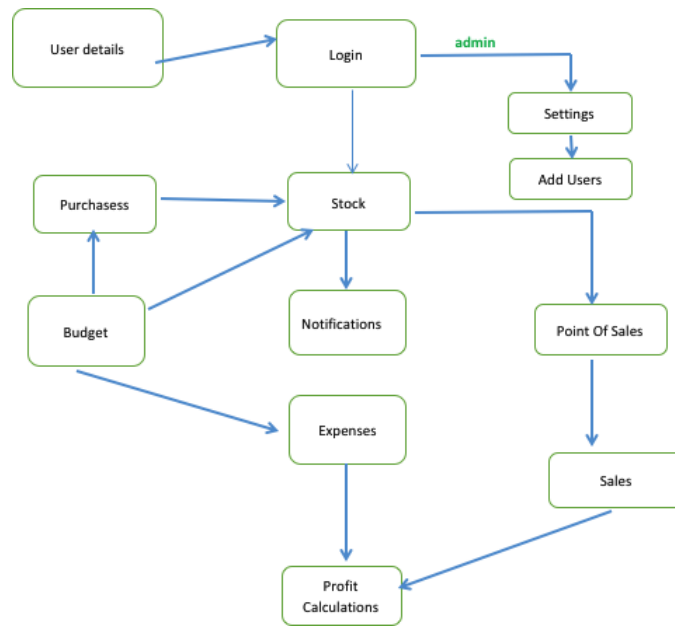 User details
Login
admin
Settings
Add Users
Purchasess
Stock
Budget
Notifications
Point Of Sales
Expenses
Sales
Profit
Calculations